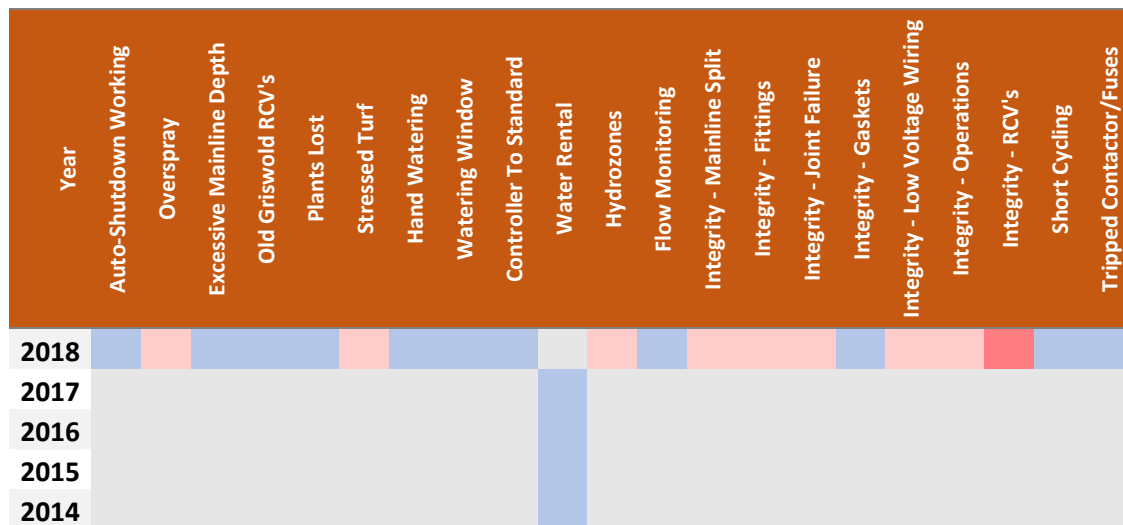 Year
Auto-Shutdown Working
Overspray
Excessive Mainline Depth
Old Griswold RCV's
Plants Lost
Stressed Turf
Hand Watering
Watering Window
Controller To Standard
Water Rental
Hydrozones
Flow Monitoring
Integrity - Mainline Split
Integrity - Fittings
Integrity - Joint Failure
Integrity - Gaskets
Integrity - Low Voltage Wiring
Integrity - Operations
Integrity - RCV's
Short Cycling
Tripped Contactor/Fuses
2018
2017
2016
2015
2014